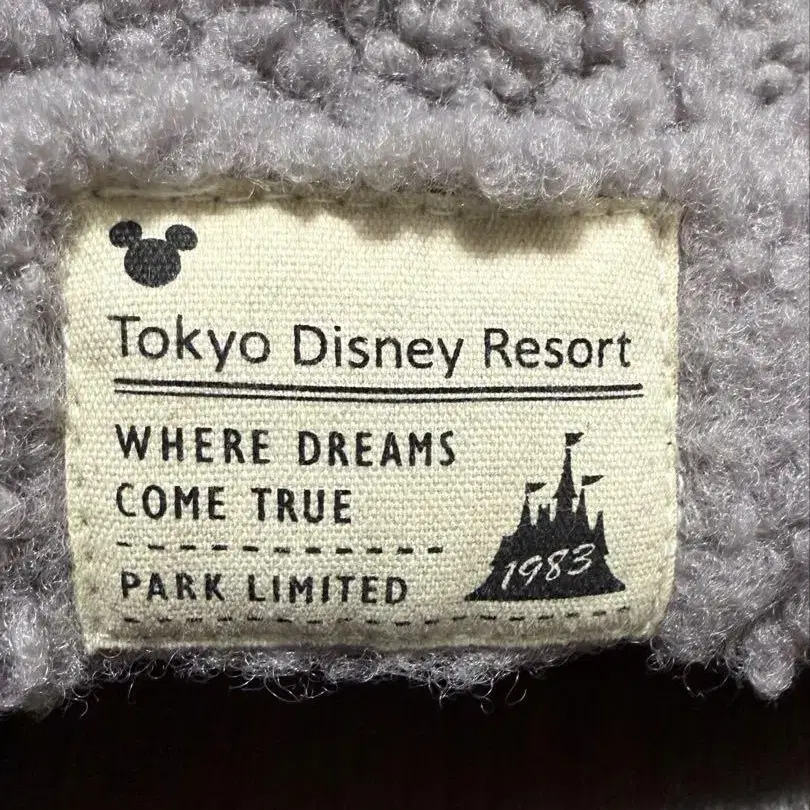 Tokyo Disney Resort
WHERE DREAMS
COME TRUE
1983
PARK LIMITED